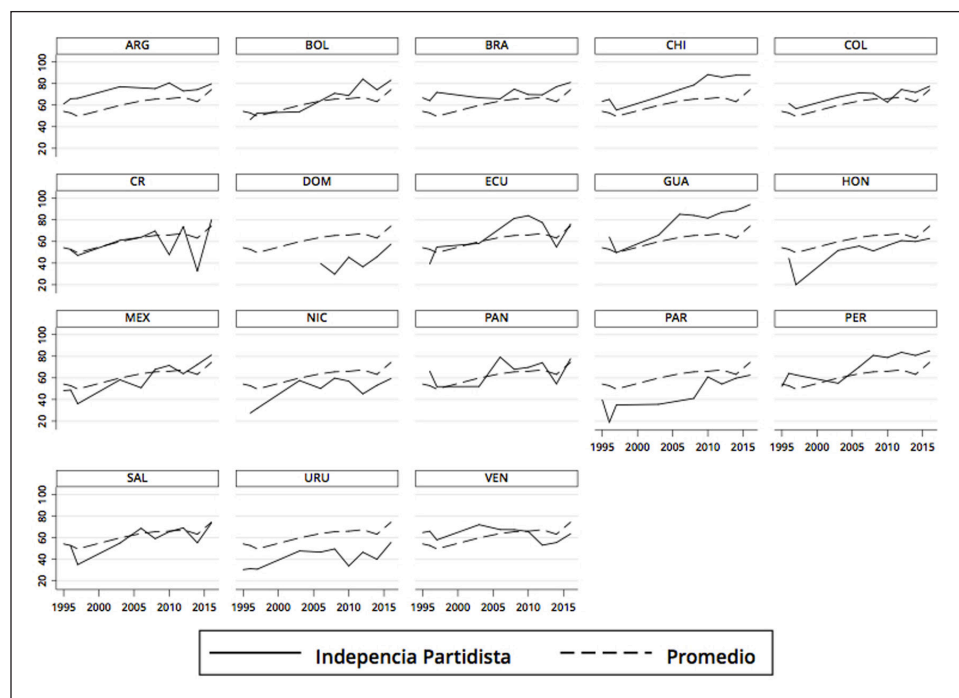 ARG BOL BRA CHI COL
100
80
60
40
20
CR DOM ECU GUA HON
100
80
60
40
20
MEX NIC PAN PAR PER
100
80
60
40
20
1995 2000 2005 2010 2015 1995 2000 2005 2010 2015
SAL URU VEN
100
80
60
40
20
1995 2000 2005 2010 2015 1995 2000 2005 2010 2015 1995 2000 2005 2010 2015
Indepencia Partidista Promedio